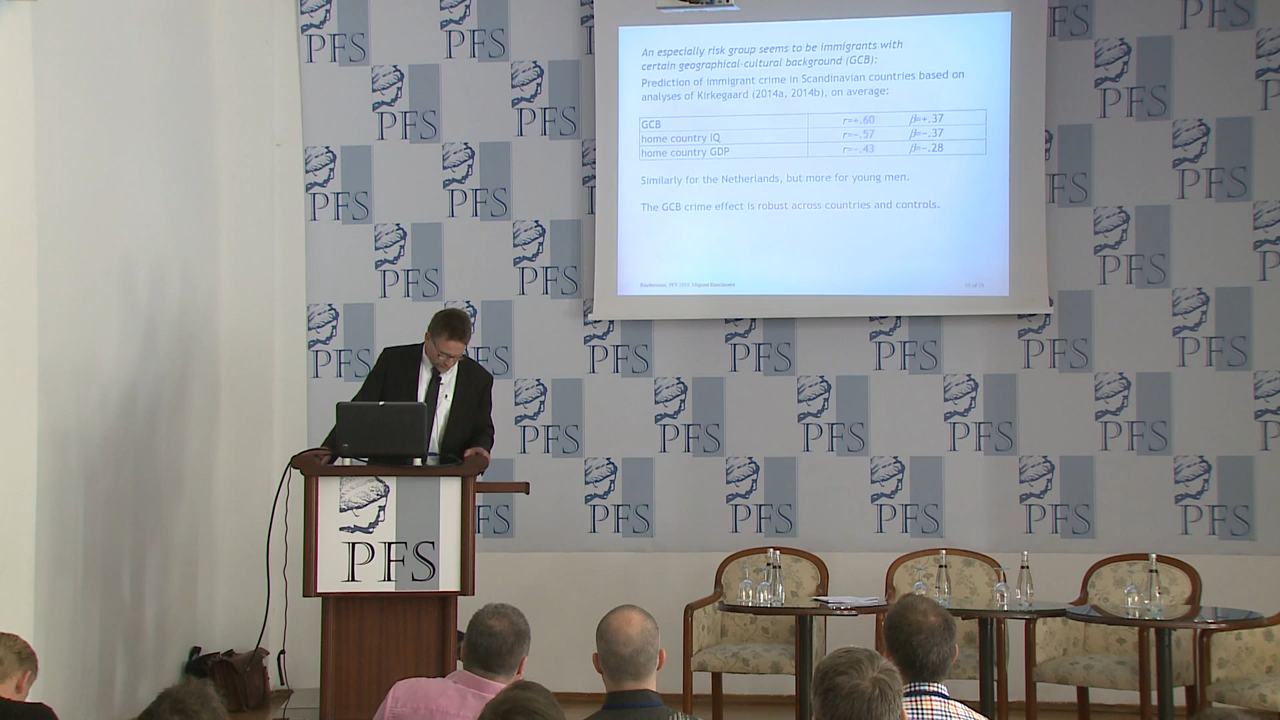 An especially risk group seems to be immigrants with
certain geographical-cultural background (GCB):
Prediction of immigrant crime in Scandinavian countries based on
analyses of Kirkegaard (2014a, 2014b), on average:
GCB r=+.60 β=+.37
home country IQ r=-.57 β=-.37
home country GDP r=-.43 β=-.28
Similarly for the Netherlands, but more for young men.
The GCB crime effect is robust across countries and controls.
PFS